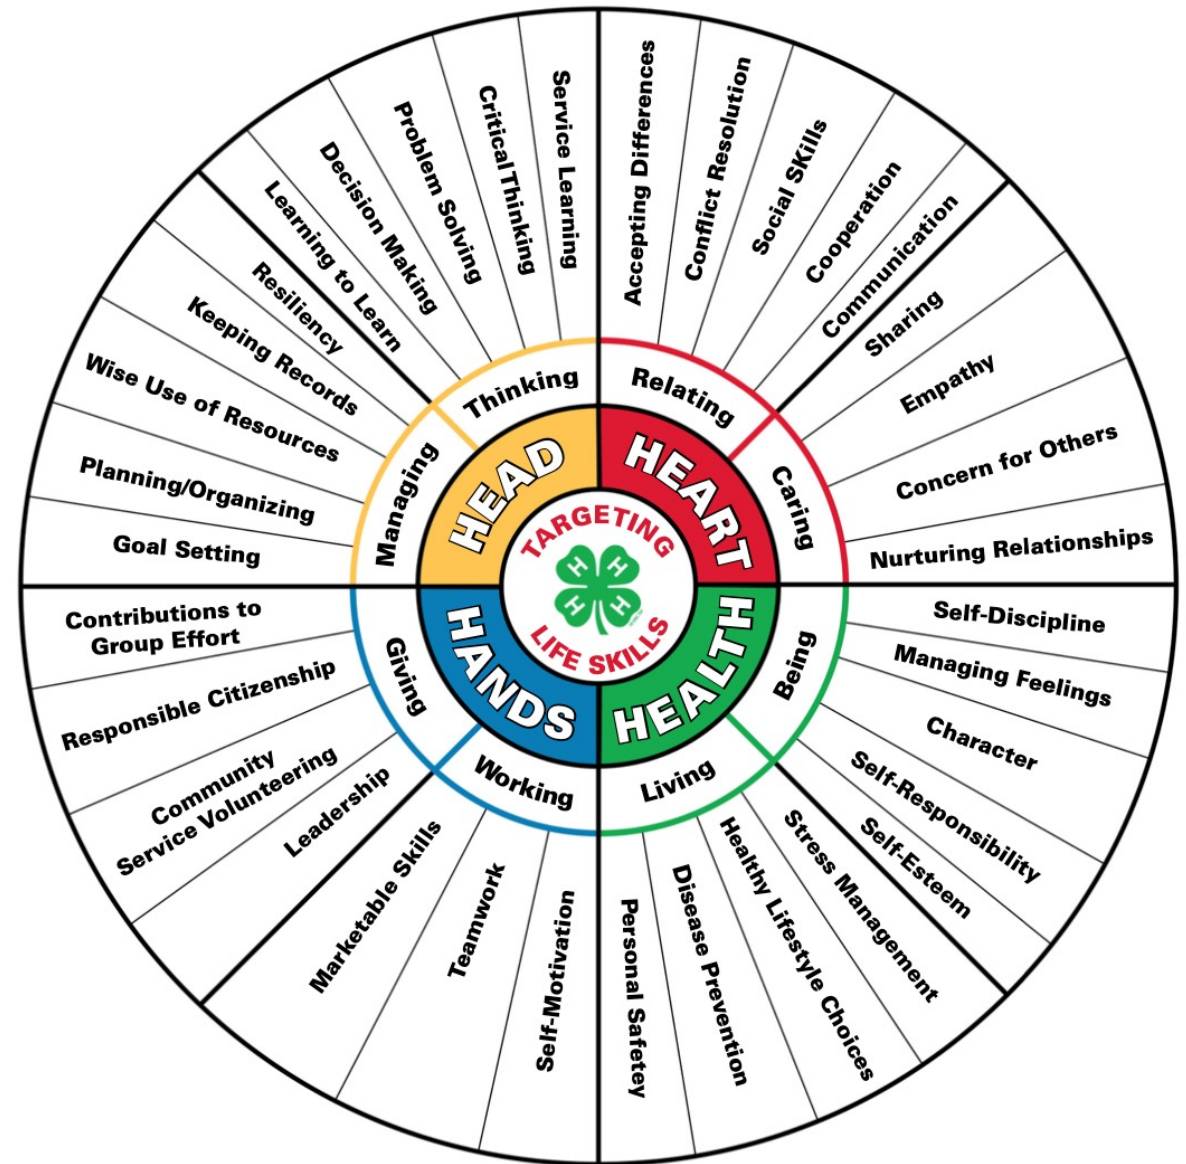 TARGETING
H H
H H
LIFE SKILLS
HEAD
Thinking
Learning to Learn
Decision Making
Problem Solving
Critical Thinking
Service Learning
Managing
Resiliency
Keeping Records
Wise Use of Resources
Planning/Organizing
Goal Setting
HEART
Relating
Accepting Differences
Conflict Resolution
Social SKills
Cooperation
Communication
Caring
Sharing
Empathy
Concern for Others
Nurturing Relationships
HEALTH
Being
Self-Discipline
Managing Feelings
Character
Self-Responsibility
Self-Esteem
Living
Stress Management
Healthy Lifestyle Choices
Disease Prevention
Personal Safetey
HANDS
Working
Self-Motivation
Teamwork
Marketable Skills
Giving
Leadership
Community
Service Volunteering
Responsible Citizenship
Contributions to
Group Effort